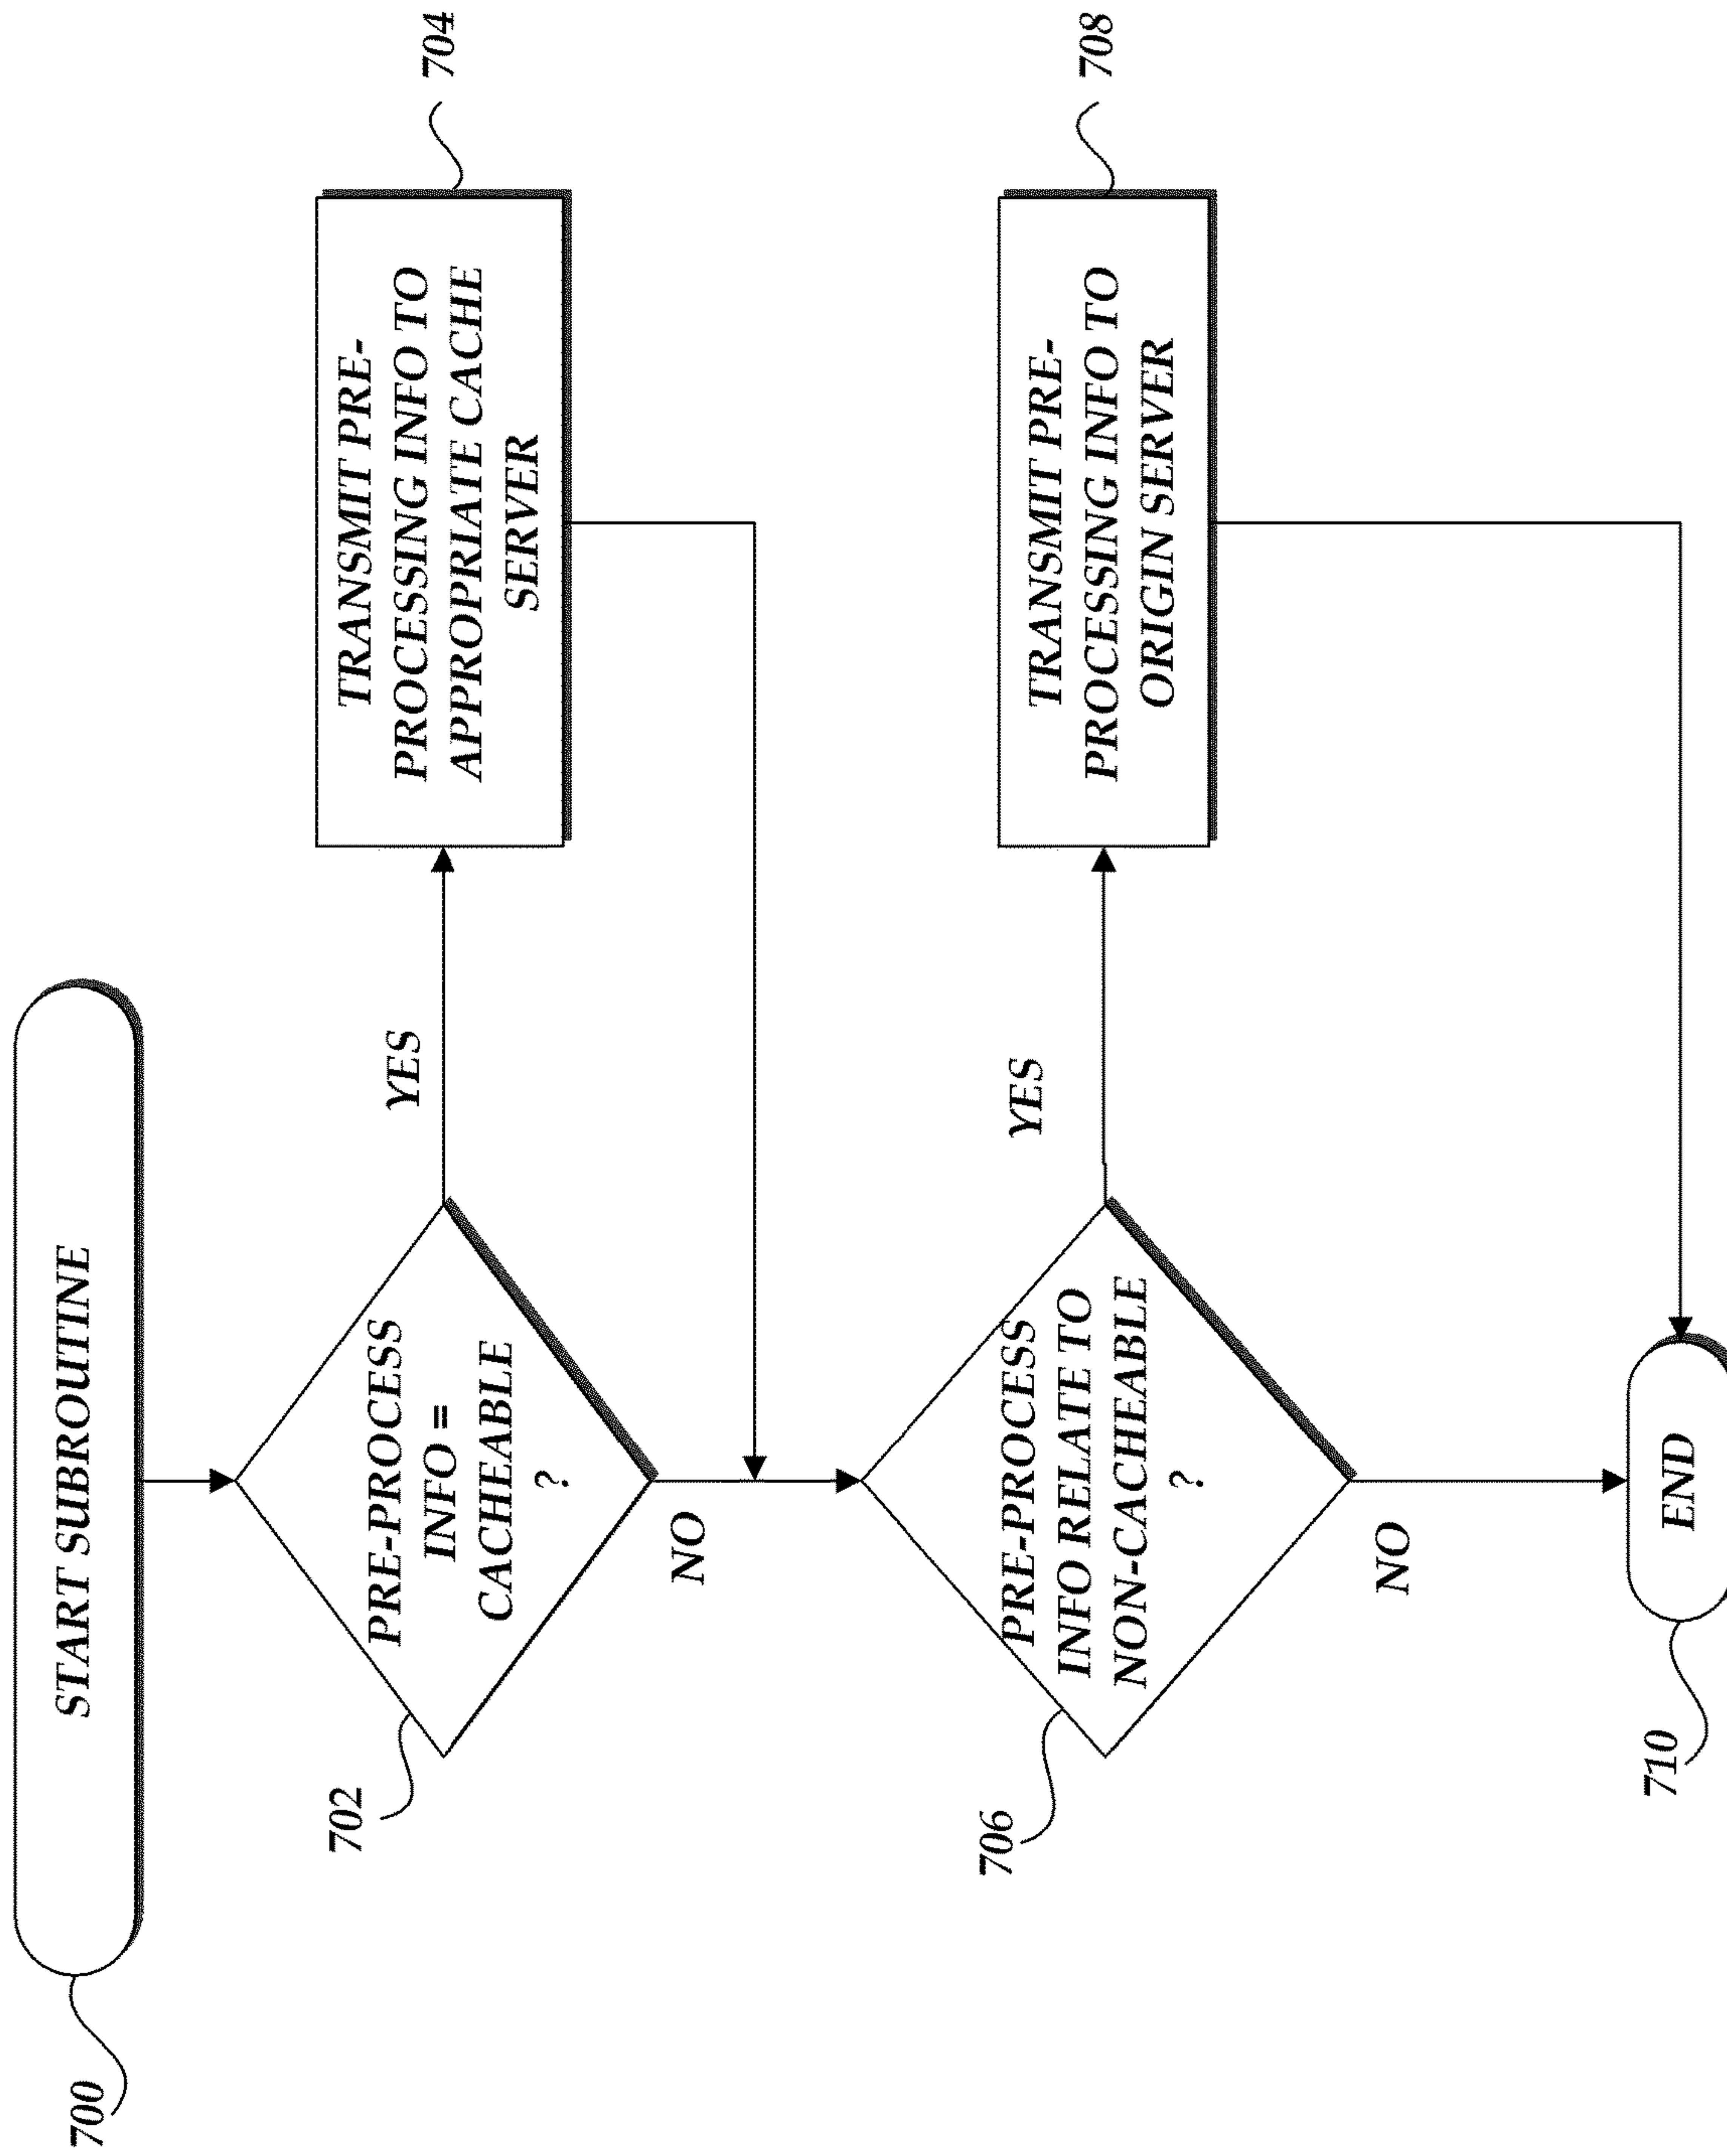 700
START SUBROUTINE
702
PRE-PROCESS
INFO =
CACHEABLE
?
YES
TRANSMIT PRE-
PROCESSING INFO TO
APPROPRIATE CACHE
SERVER
704
NO
706
PRE-PROCESS
INFO RELATE TO
NON-CACHEABLE
?
YES
TRANSMIT PRE-
PROCESSING INFO TO
ORIGIN SERVER
708
NO
710
END